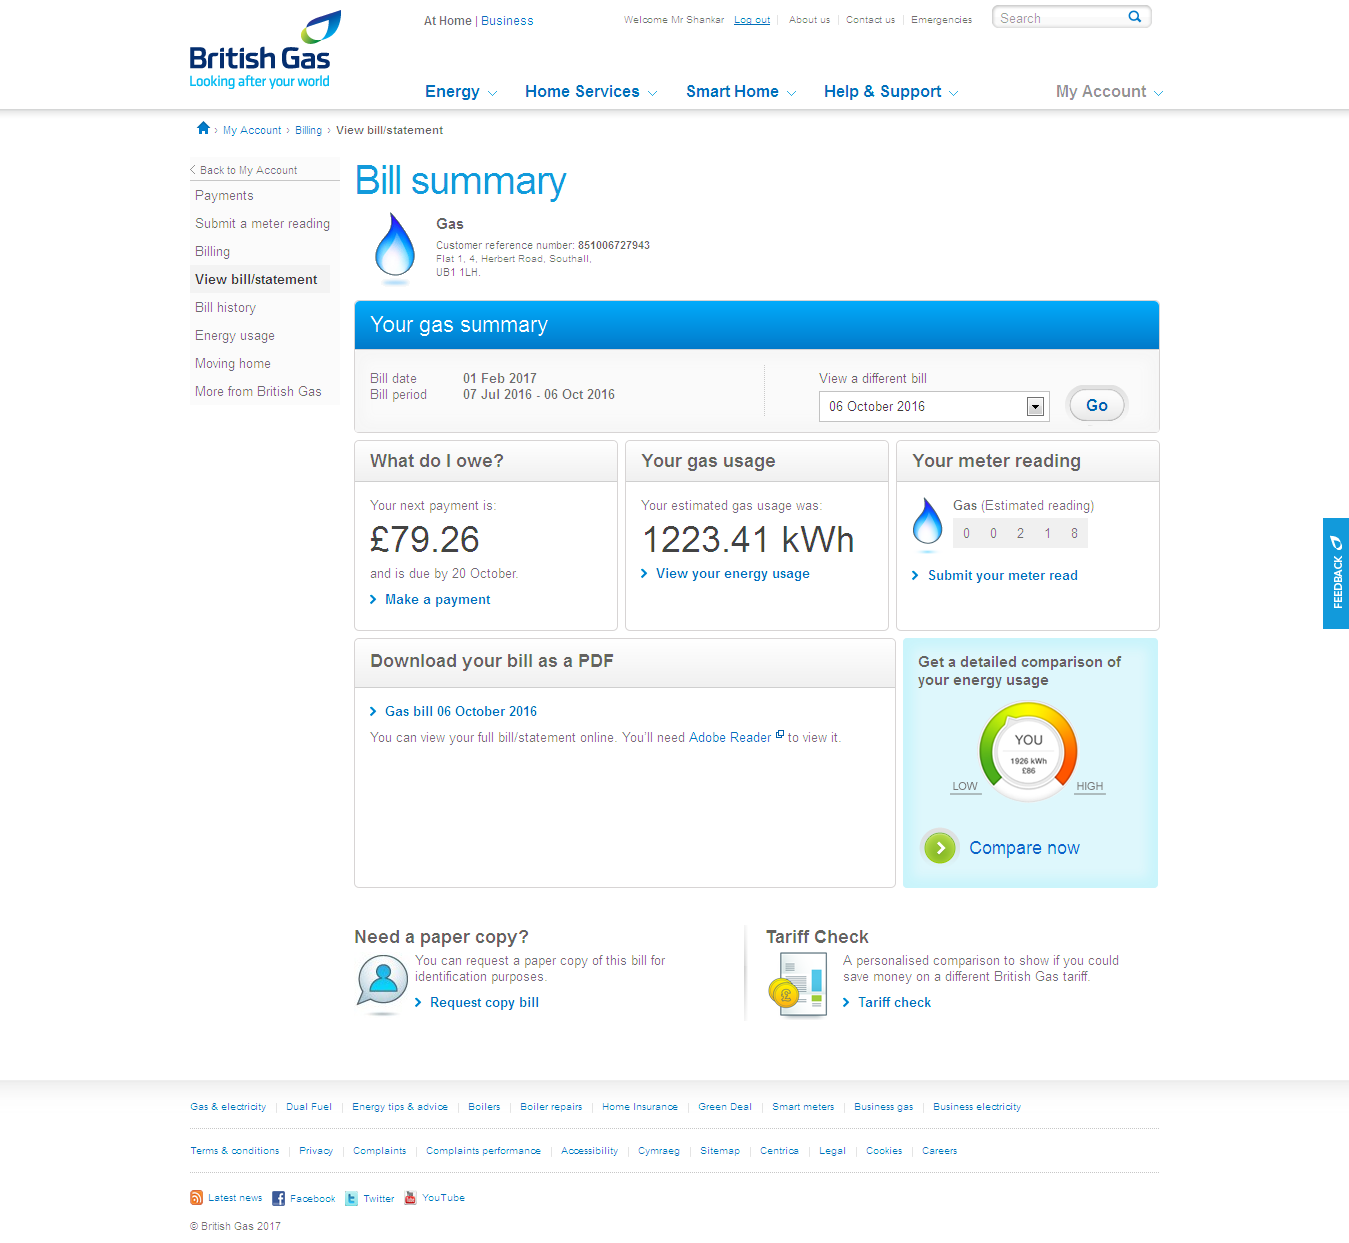 British Gas
Looking after your world
At Home | Business
Welcome Mr Shankar Log out About us Contact us Emergencies
Search
Energy Home Services Smart Home Help & Support My Account
My Account › Billing › View bill/statement
Back to My Account
Payments
Submit a meter reading
Billing
View bill/statement
Bill history
Energy usage
Moving home
More from British Gas
Bill summary
Gas
Customer reference number: 851006727943
Flat 1, 4, Herbert Road, Southall,
UB1 1LH.
Your gas summary
Bill date 01 Feb 2017
Bill period 07 Jul 2016 - 06 Oct 2016
View a different bill
06 October 2016
Go
What do I owe?
Your next payment is:
£79.26
and is due by 20 October.
Make a payment
Your gas usage
Your estimated gas usage was:
1223.41 kWh
View your energy usage
Your meter reading
Gas (Estimated reading)
0 0 2 1 8
Submit your meter read
FEEDBACK
Download your bill as a PDF
Gas bill 06 October 2016
You can view your full bill/statement online. You'll need Adobe Reader to view it.
Get a detailed comparison of
your energy usage
YOU
1926 kWh
£86
LOW HIGH
Compare now
Need a paper copy?
You can request a paper copy of this bill for
identification purposes.
Request copy bill
Tariff Check
A personalised comparison to show if you could
save money on a different British Gas tariff.
£
Tariff check
Gas & electricity Dual Fuel Energy tips & advice Boilers Boiler repairs Home Insurance Green Deal Smart meters Business gas Business electricity
Terms & conditions Privacy Complaints Complaints performance Accessibility Cymraeg Sitemap Centrica Legal Cookies Careers
Latest news Facebook Twitter YouTube
© British Gas 2017